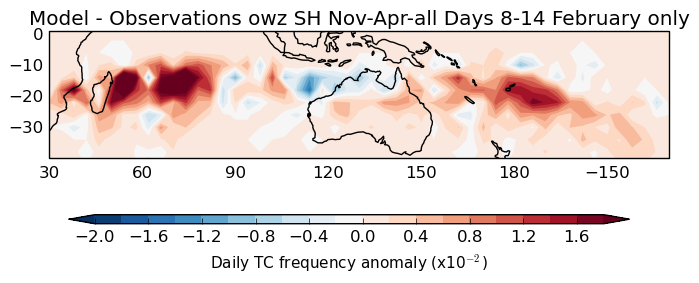 Model - Observations owz SH Nov-Apr-all Days 8-14 February only
0
−10
−20
−30
30 60 90 120 150 180 −150
−2.0 −1.6 −1.2 −0.8 −0.4 0.0 0.4 0.8 1.2 1.6
Daily TC frequency anomaly (x10⁻²)